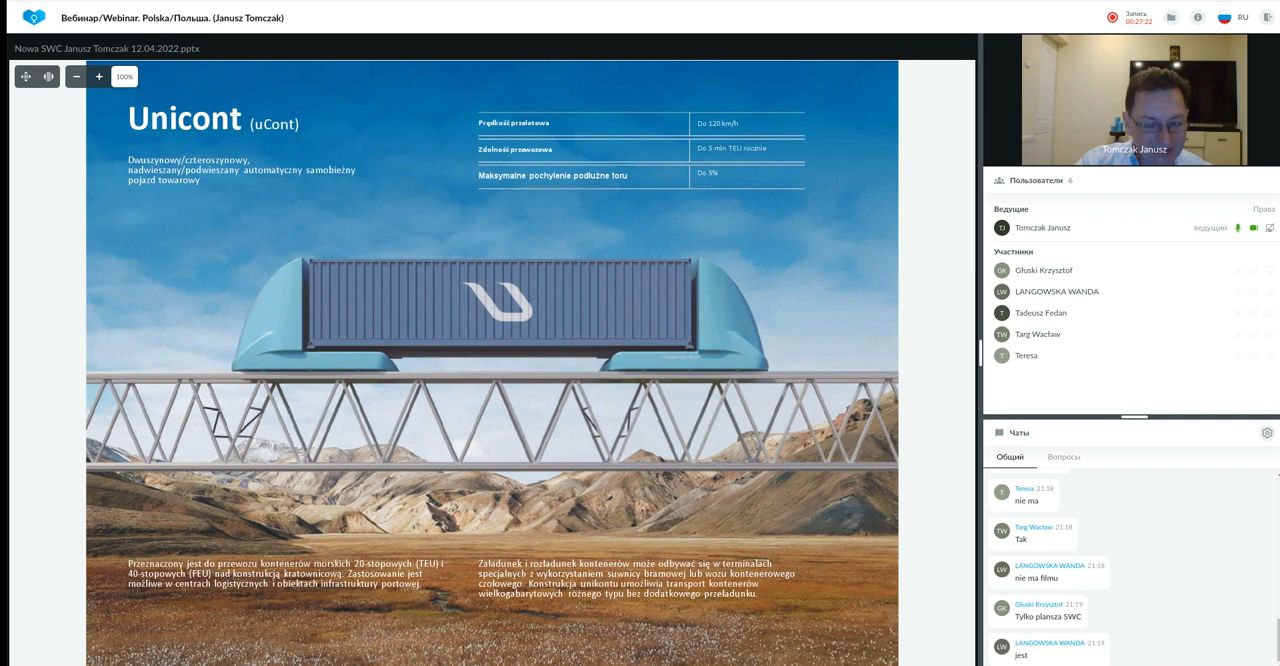 Вебинар/Webinar. Polska/Польша. (Janusz Tomczak)
Запись
00:27:22
RU
Nowa SWC Janusz Tomczak 12.04.2022.pptx
100%
Unicont (uCont)
Dwuszynowy/czteroszynowy,
nadwieszany/podwieszany automatyczny samobieżny
pojazd towarowy
Prędkość przelotowa
Do 120 km/h
Zdolność przewozowa
Do 5 mln TEU rocznie
Maksymalne pochylenie podłużne toru
Do 5%
Przeznaczony jest do przewozu kontenerów morskich 20-stopowych (TEU) i
40-stopowych (FEU) nad konstrukcją kratownicową. Zastosowanie jest
możliwe w centrach logistycznych i obiektach infrastruktury portowej
Załadunek i rozładunek kontenerów może odbywać się w terminalach
specjalnych z wykorzystaniem suwnicy bramowej lub wozu kontenerowego
czołowego. Konstrukcja unikontu umożliwia transport kontenerów
wielkogabarytowych różnego typu bez dodatkowego przeładunku.
Tomczak Janusz
Пользователи 6
Ведущие
Права
TJ Tomczak Janusz
ведущий
Участники
GK Głuski Krzysztof
LW LANGOWSKA WANDA
T Tadeusz Fedan
TW Targ Wacław
T Teresa
Чаты
Общий
Вопросы
T Teresa 21:18
nie ma
TW Targ Wacław 21:18
Tak
LW LANGOWSKA WANDA 21:18
nie ma filmu
GK Głuski Krzysztof 21:19
Tylko plansza SWC
LW LANGOWSKA WANDA 21:19
jest